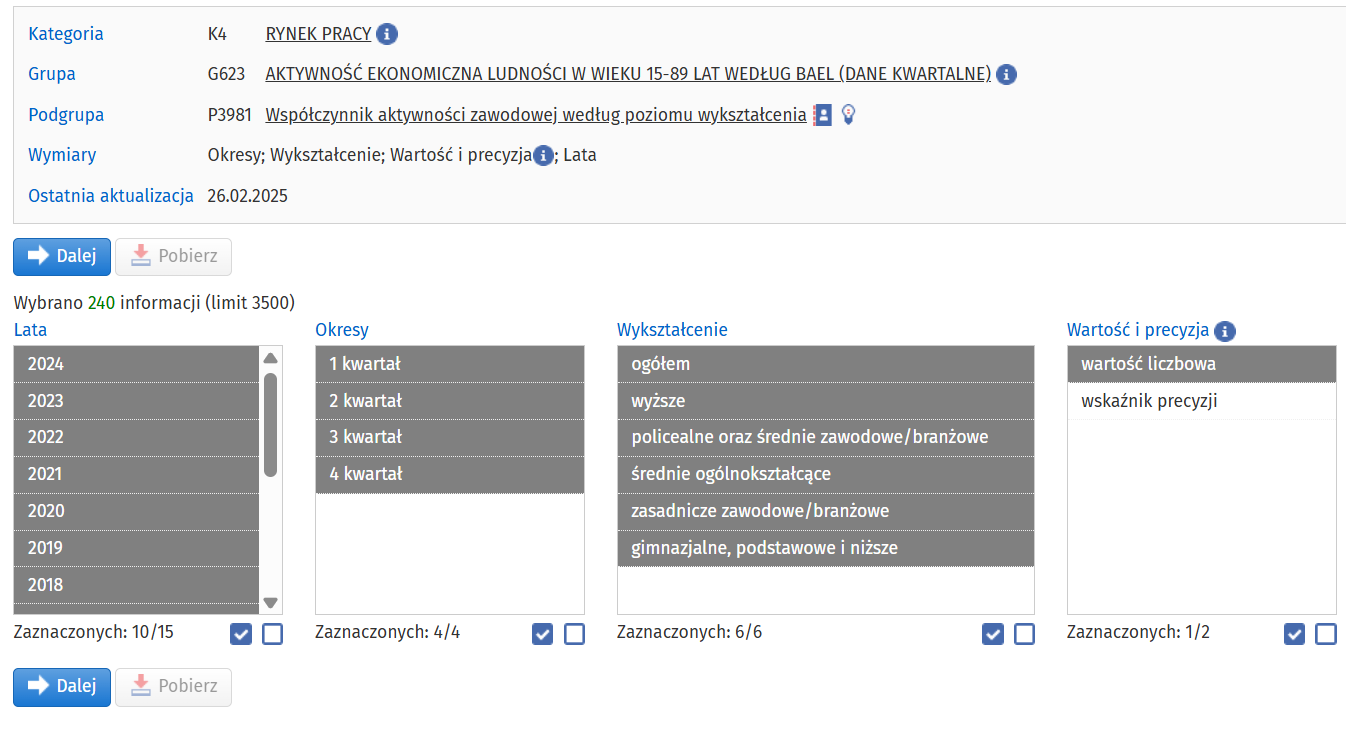 Kategoria K4 RYNEK PRACY
Grupa G623 AKTYWNOŚĆ EKONOMICZNA LUDNOŚCI W WIEKU 15-89 LAT WEDŁUG BAEL (DANE KWARTALNE)
Podgrupa P3981 Współczynnik aktywności zawodowej według poziomu wykształcenia
Wymiary Okresy; Wykształcenie; Wartość i precyzja; Lata
Ostatnia aktualizacja 26.02.2025
Dalej Pobierz
Wybrano 240 informacji (limit 3500)
Lata
2024
2023
2022
2021
2020
2019
2018
Zaznaczonych: 10/15
Okresy
1 kwartał
2 kwartał
3 kwartał
4 kwartał
Zaznaczonych: 4/4
Wykształcenie
ogółem
wyższe
policealne oraz średnie zawodowe/branżowe
średnie ogólnokształcące
zasadnicze zawodowe/branżowe
gimnazjalne, podstawowe i niższe
Zaznaczonych: 6/6
Wartość i precyzja
wartość liczbowa
wskaźnik precyzji
Zaznaczonych: 1/2
Dalej Pobierz